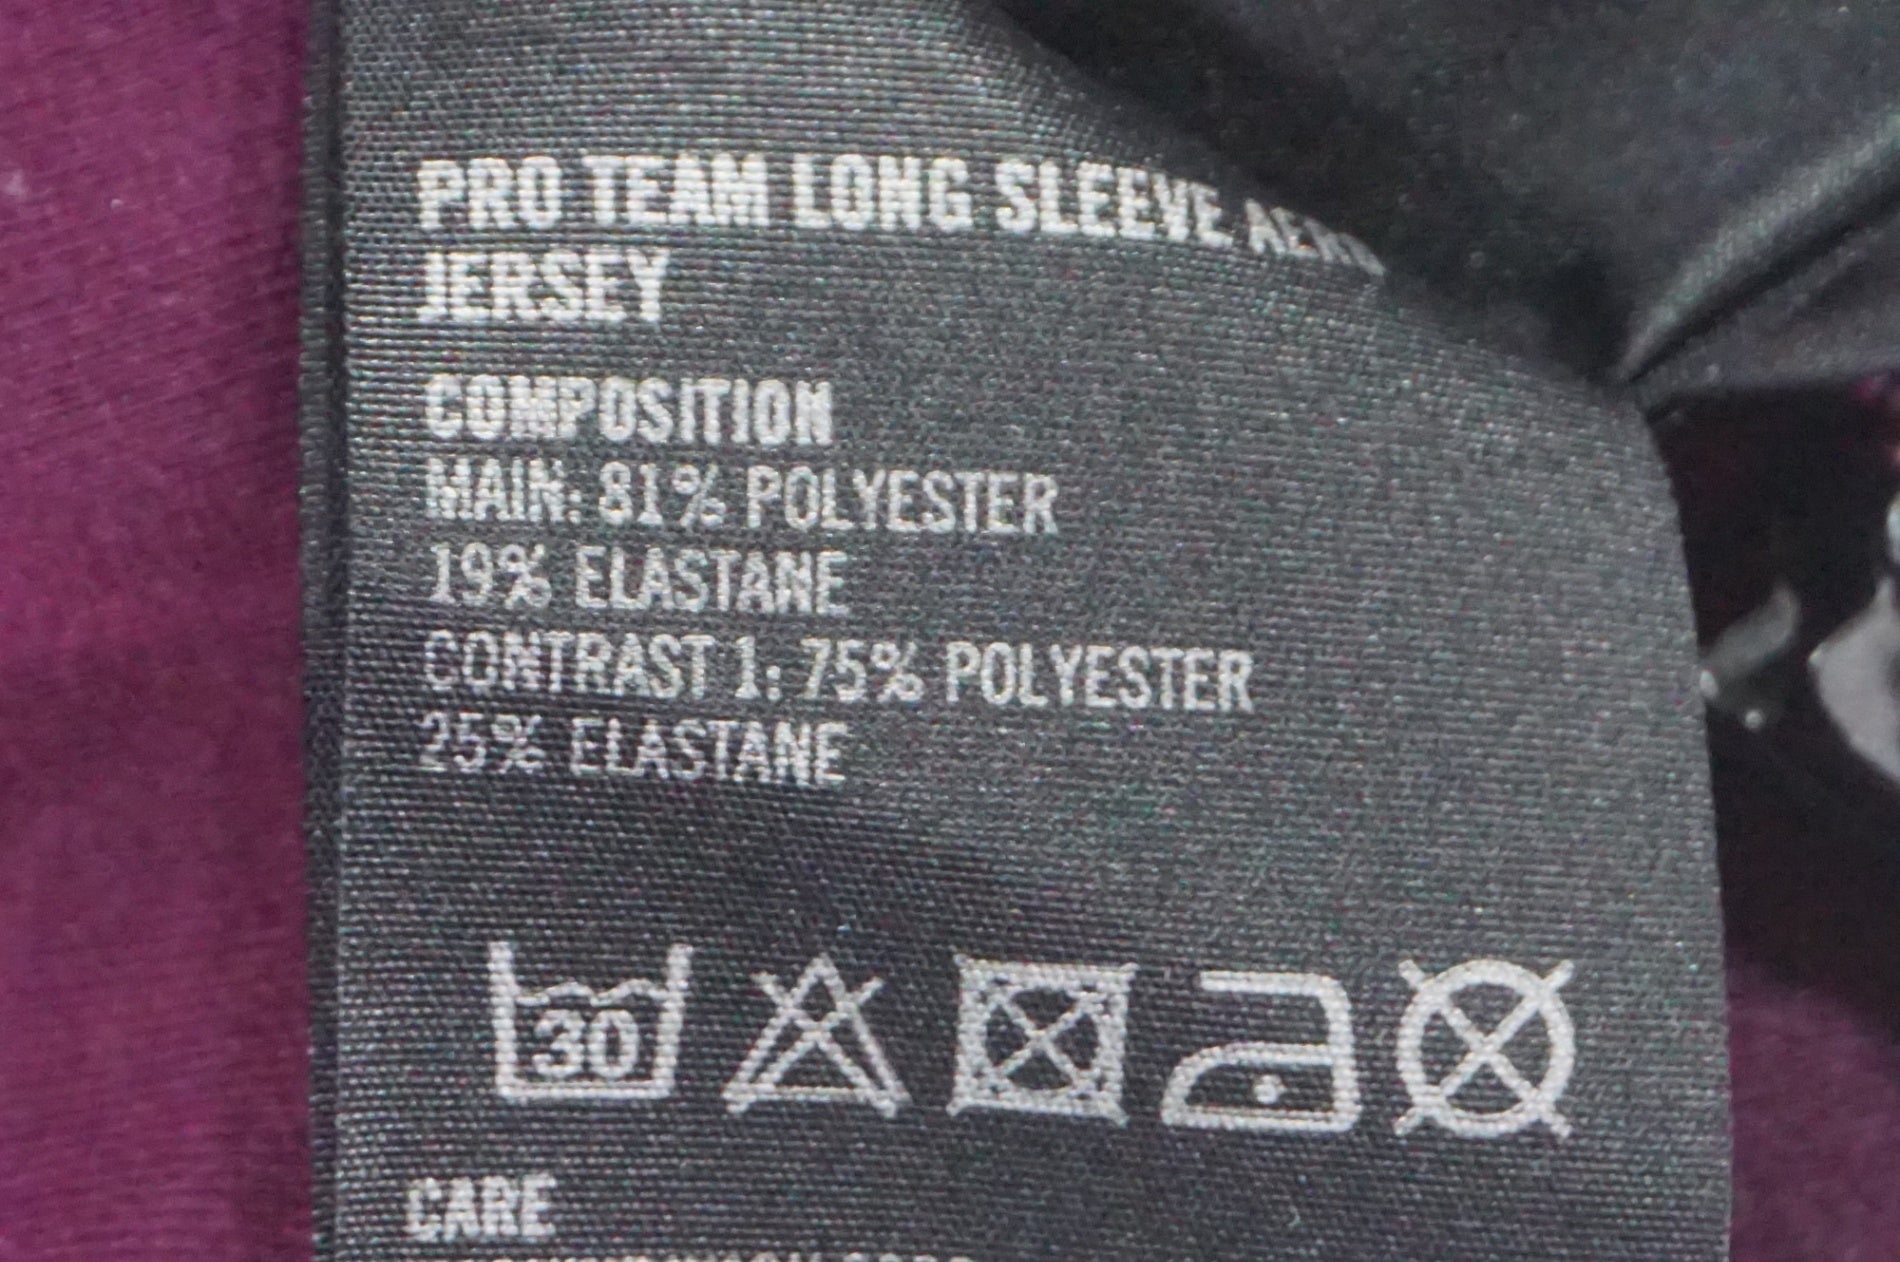 PRO TEAM LONG SLEEVE AERO
JERSEY
COMPOSITION
MAIN: 81% POLYESTER
19% ELASTANE
CONTRAST 1: 75% POLYESTER
25% ELASTANE
30
CARE